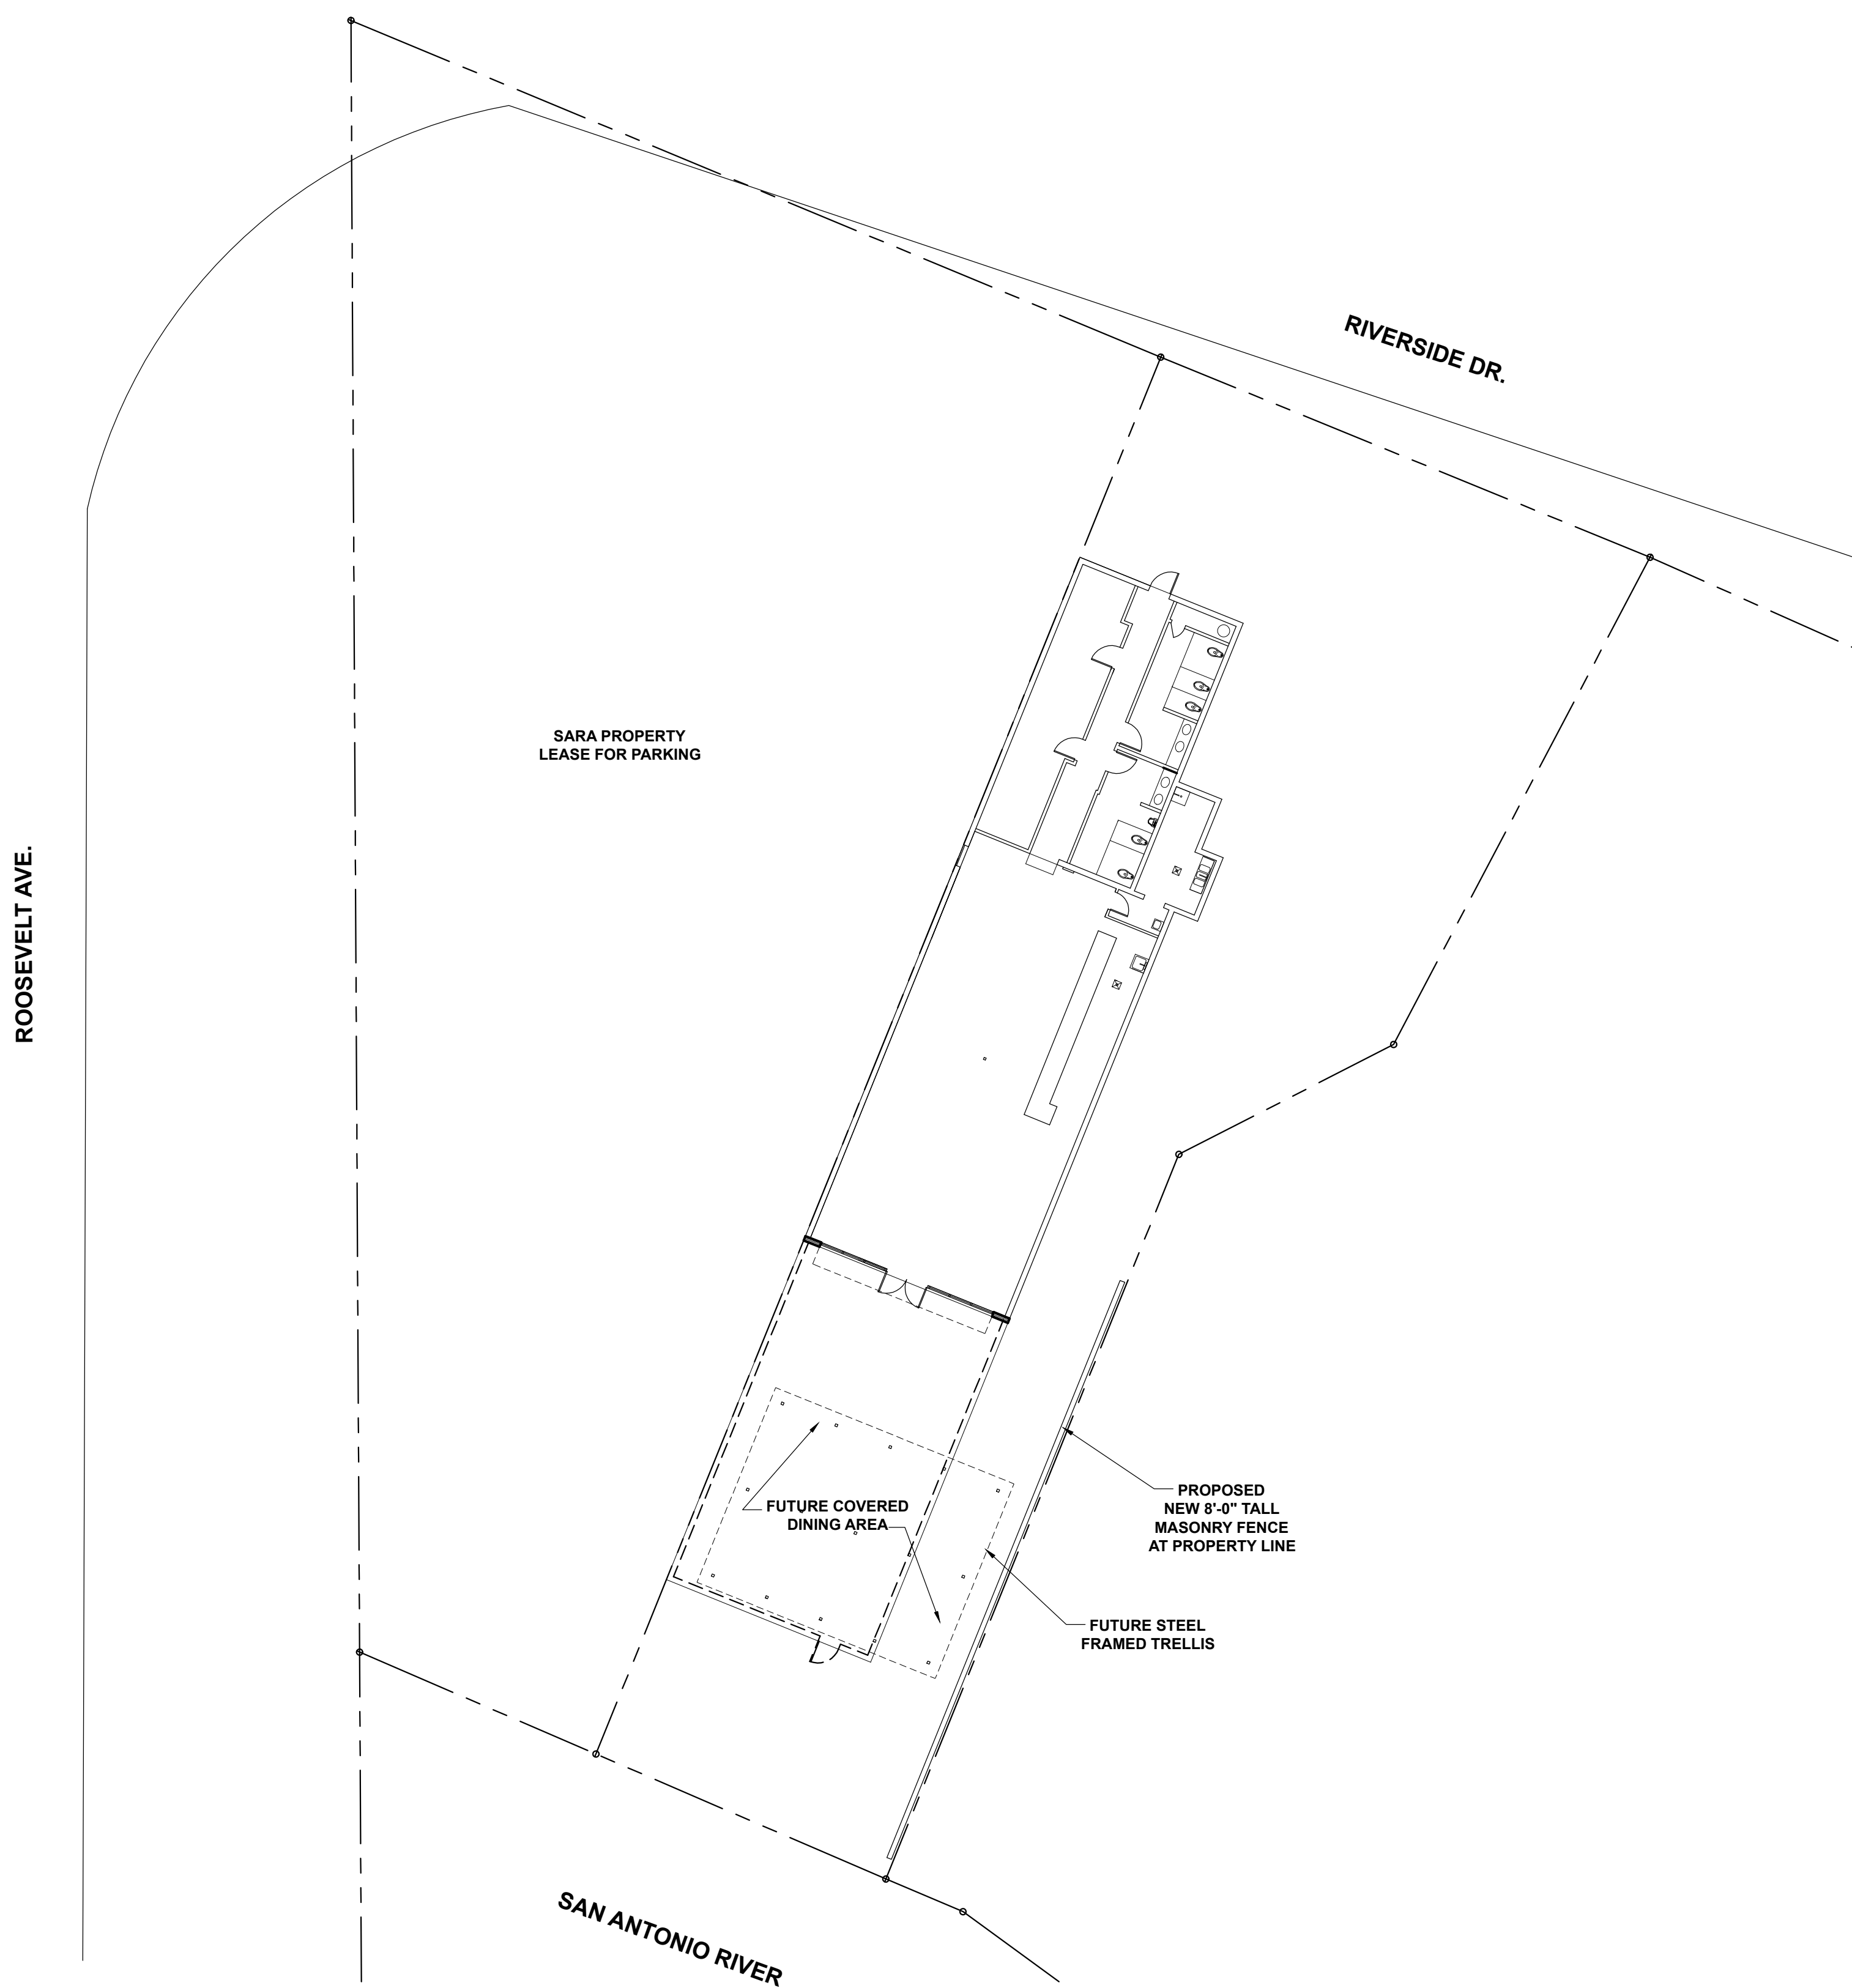 RIVERSIDE DR.
SARA PROPERTY
LEASE FOR PARKING
ROOSEVELT AVE.
PROPOSED
NEW 8'-0" TALL
MASONRY FENCE
AT PROPERTY LINE
FUTURE COVERED
DINING AREA
FUTURE STEEL
FRAMED TRELLIS
SAN ANTONIO RIVER